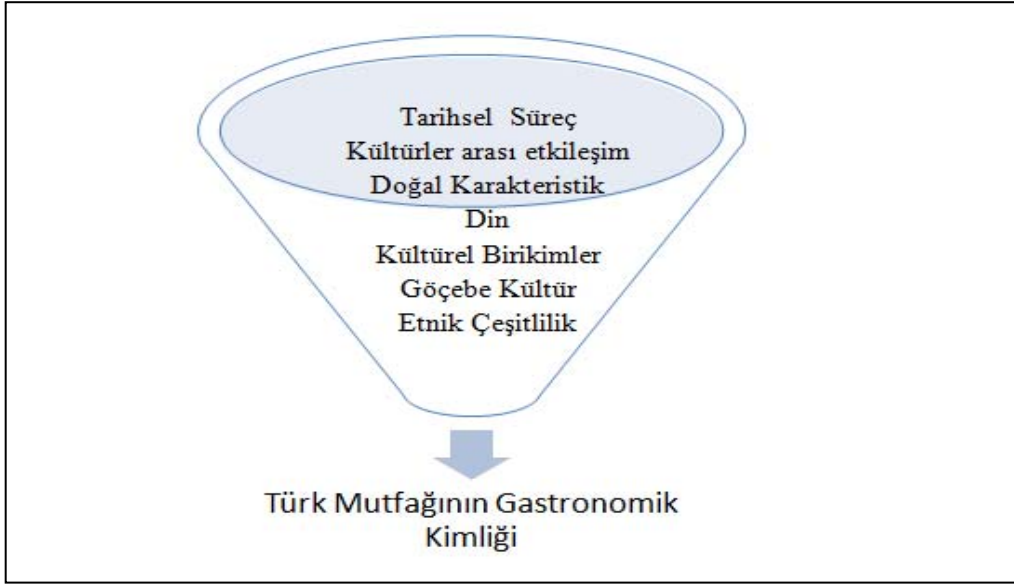 Tarihsel Süreç
Kültürler arası etkileşim
Doğal Karakteristik
Din
Kültürel Birikimler
Göçebe Kültür
Etnik Çeşitlilik
Türk Mutfağının Gastronomik
Kimliği